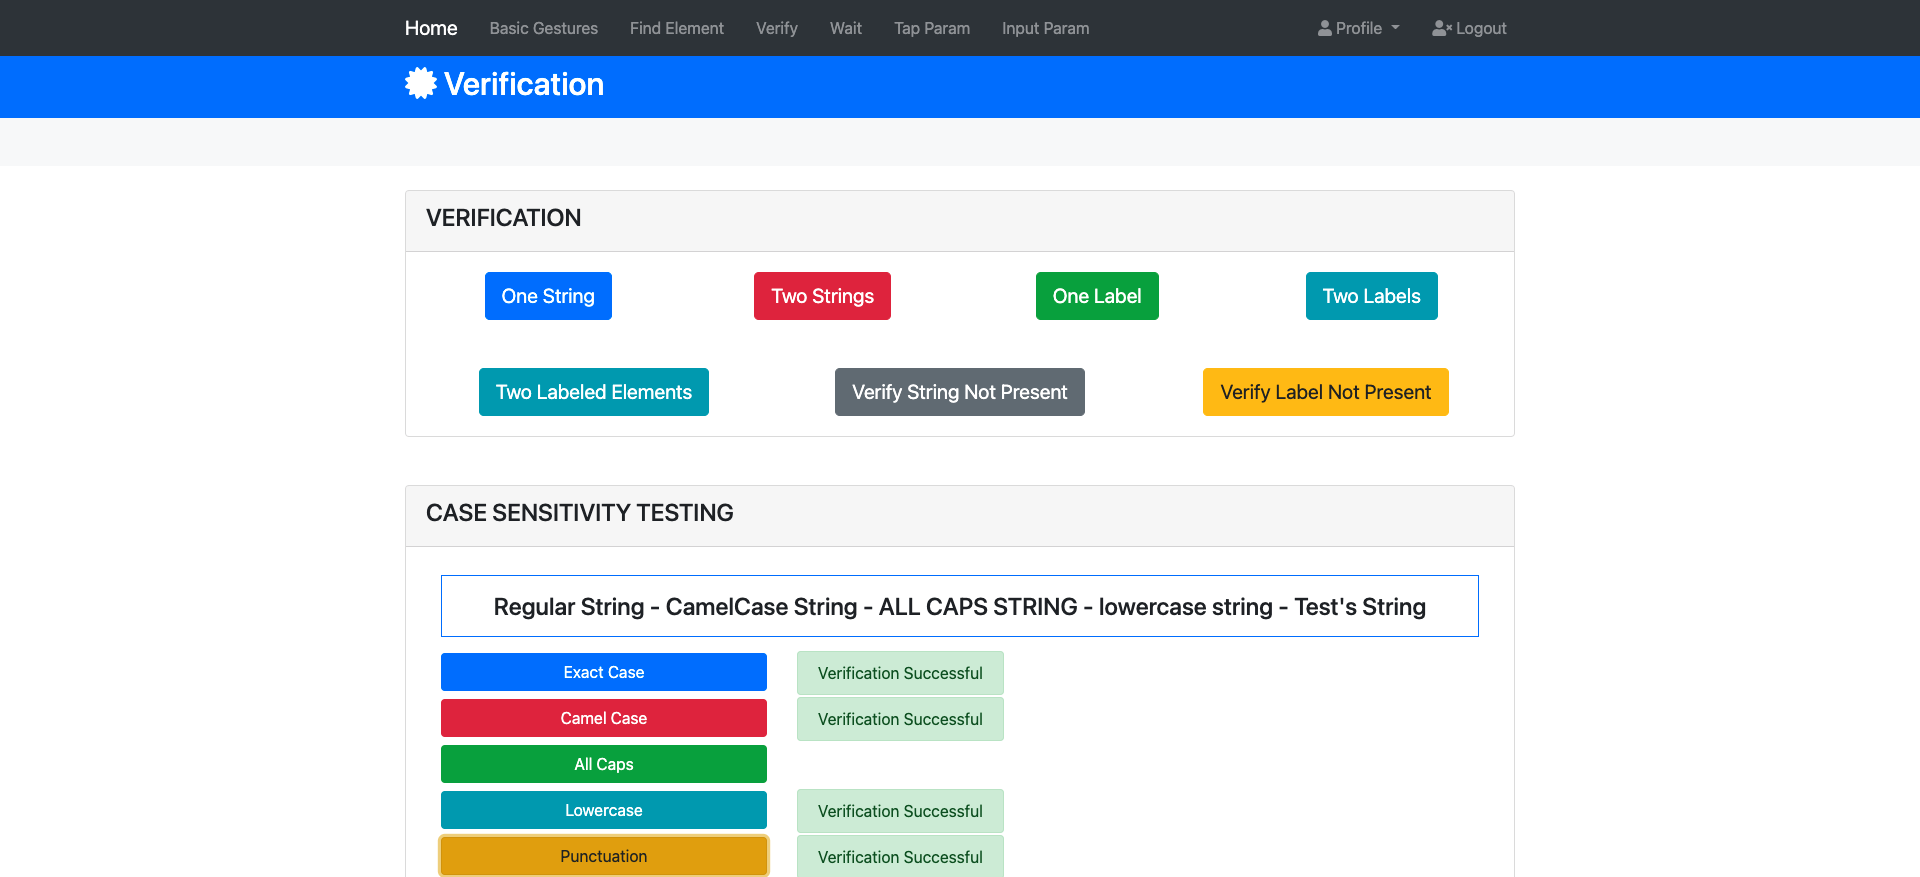 Home Basic Gestures Find Element Verify Wait Tap Param Input Param Profile Logout
Verification
VERIFICATION
One String Two Strings One Label Two Labels
Two Labeled Elements Verify String Not Present Verify Label Not Present
CASE SENSITIVITY TESTING
Regular String - CamelCase String - ALL CAPS STRING - lowercase string - Test's String
Exact Case Verification Successful
Camel Case Verification Successful
All Caps
Lowercase Verification Successful
Punctuation Verification Successful